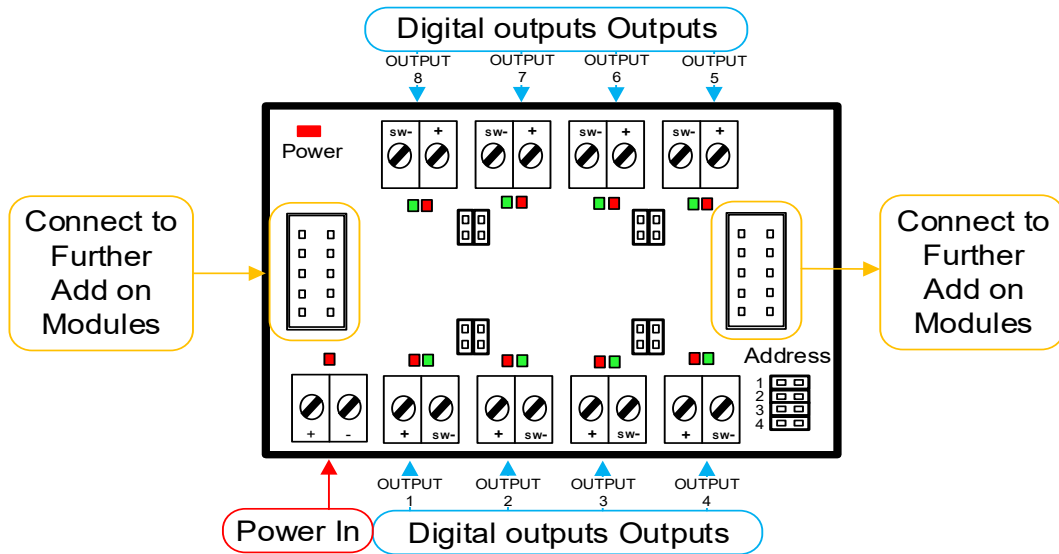 Digital outputs Outputs
OUTPUT 8
OUTPUT 7
OUTPUT 6
OUTPUT 5
sw- +
sw- +
sw- +
sw- +
Power
Connect to
Further
Add on
Modules
Connect to
Further
Add on
Modules
Address
1
2
3
4
+ -
+ sw-
+ sw-
+ sw-
+ sw-
OUTPUT 1
OUTPUT 2
OUTPUT 3
OUTPUT 4
Power In
Digital outputs Outputs